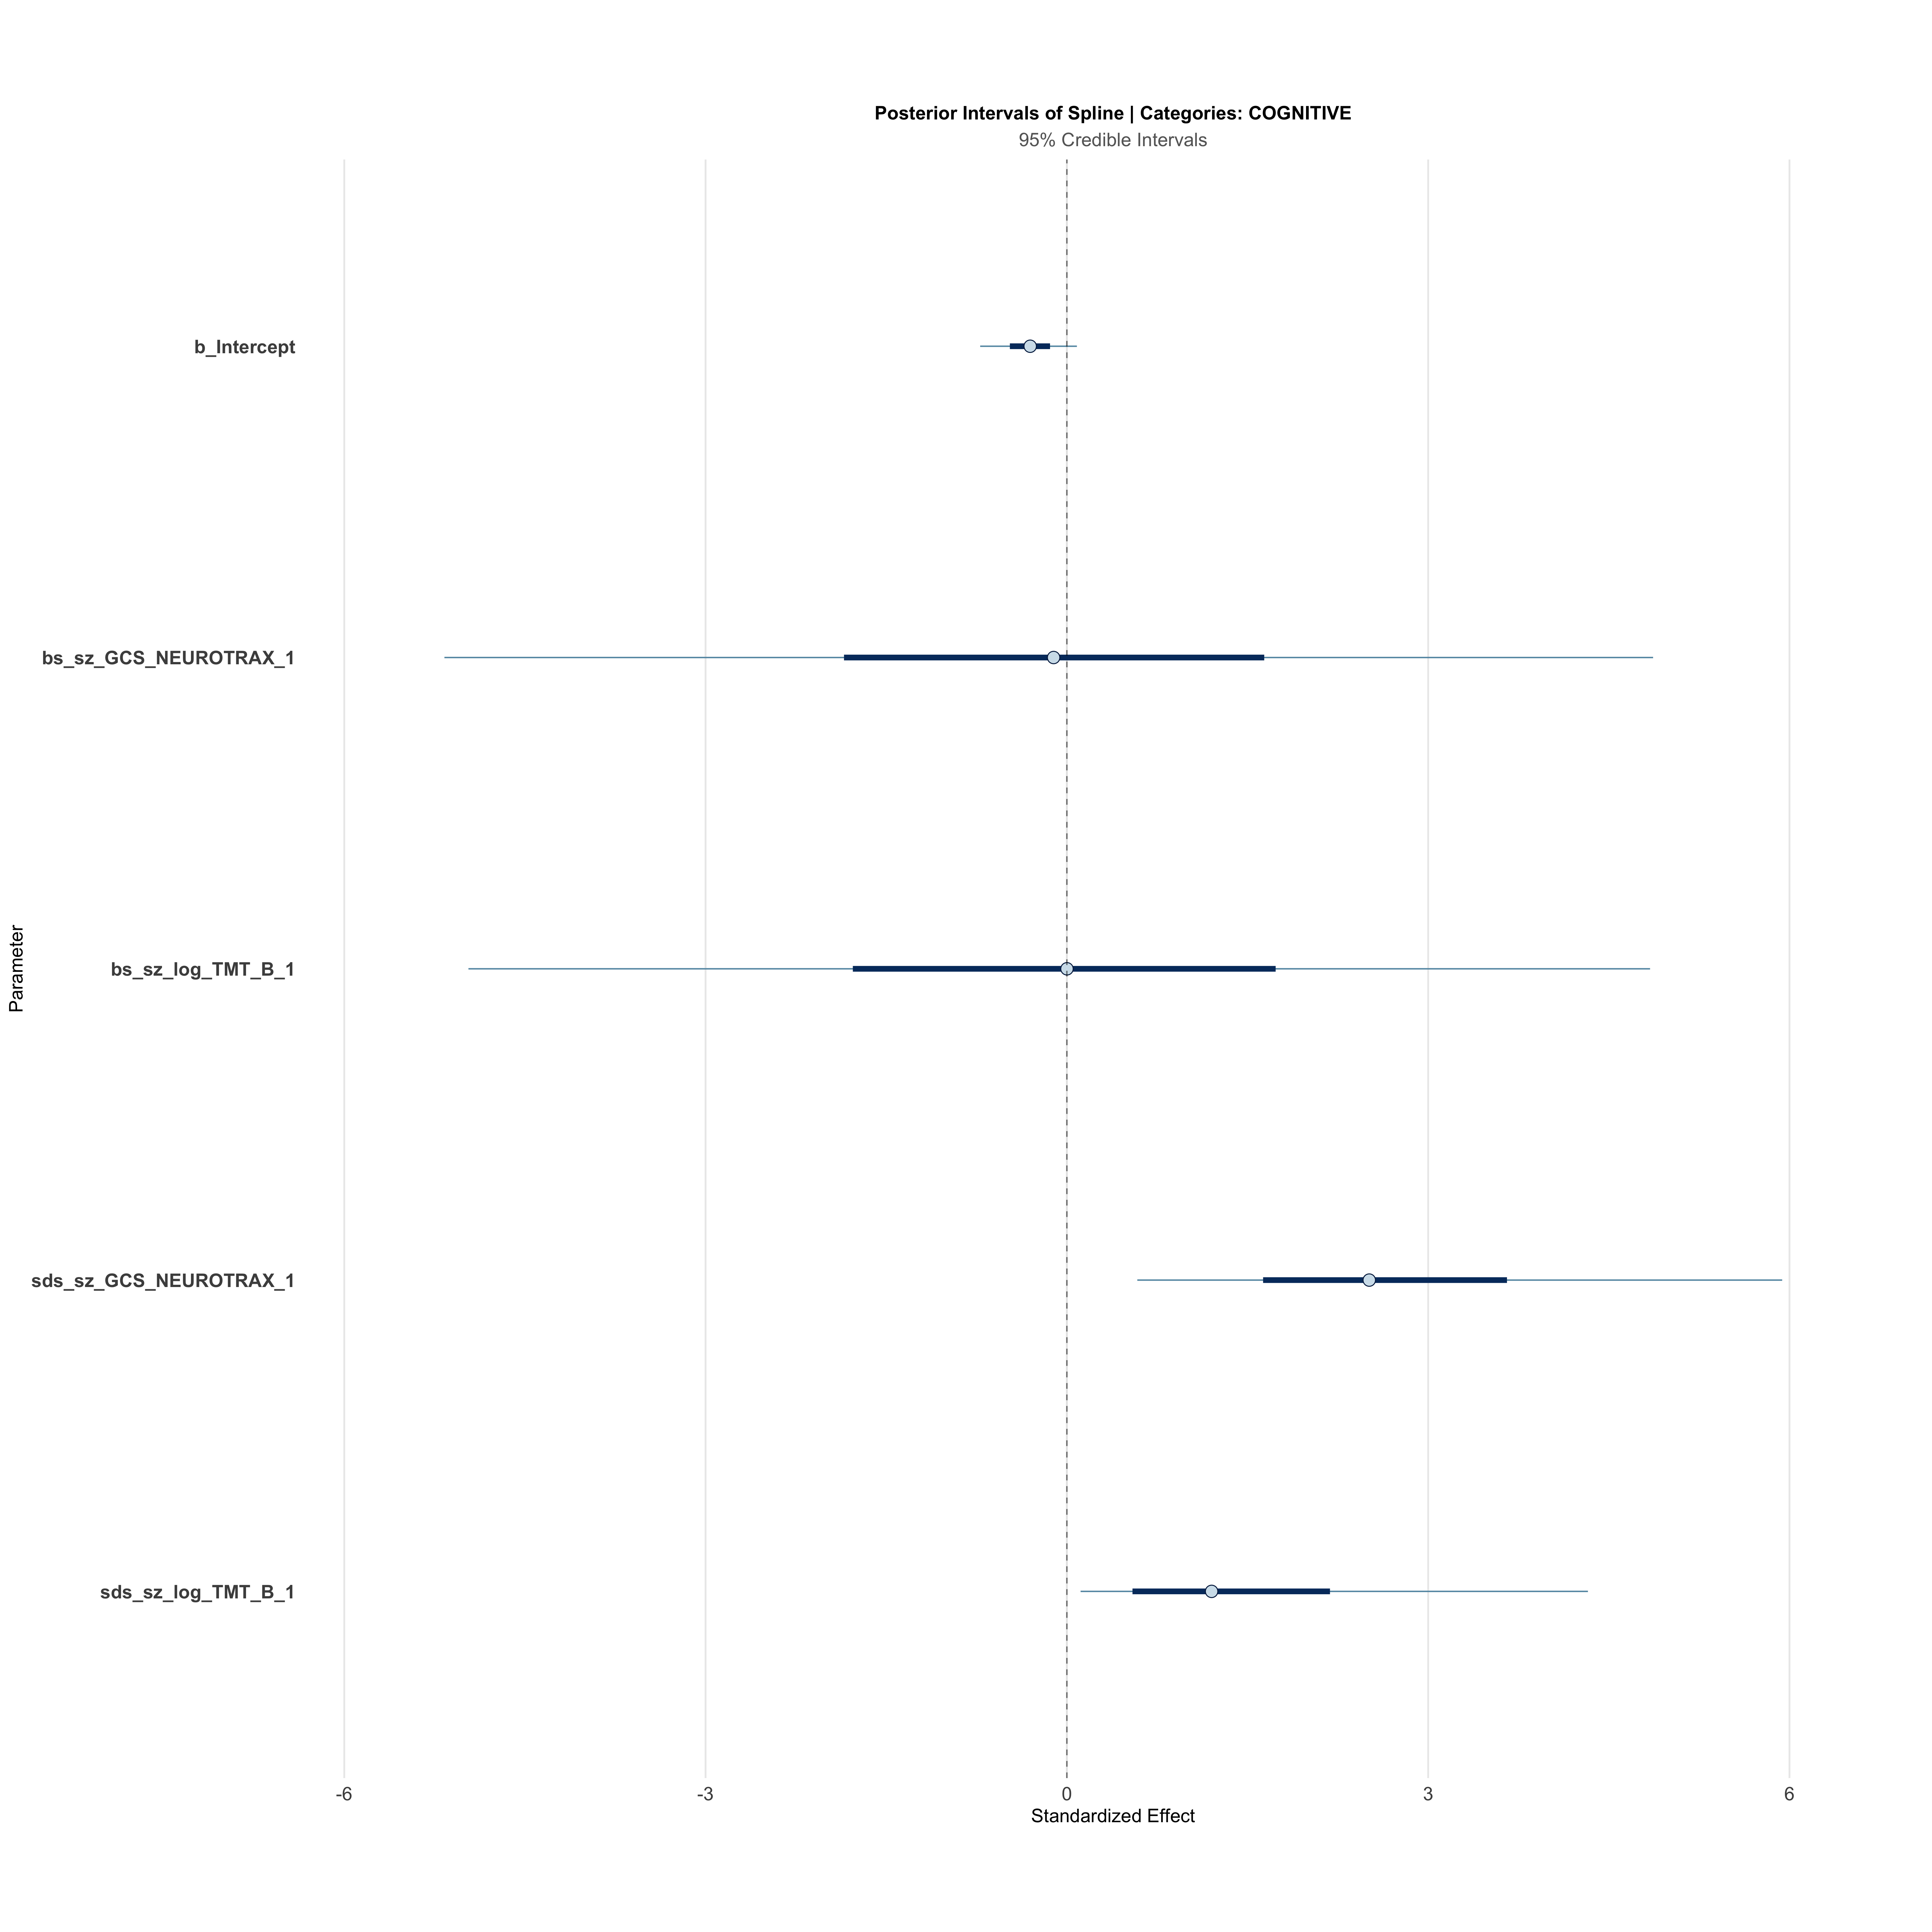 Posterior Intervals of Spline | Categories: COGNITIVE
95% Credible Intervals
Parameter
b_Intercept
bs_sz_GCS_NEUROTRAX_1
bs_sz_log_TMT_B_1
sds_sz_GCS_NEUROTRAX_1
sds_sz_log_TMT_B_1
-6 -3 0 3 6
Standardized Effect